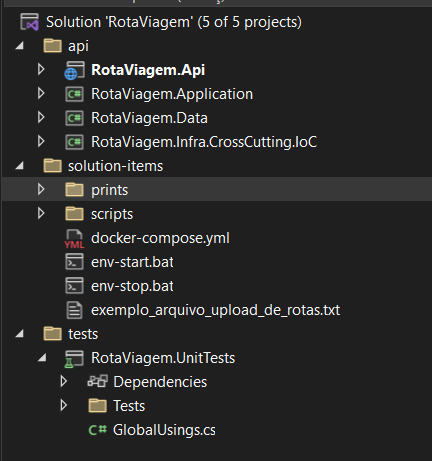 Solution 'RotaViagem' (5 of 5 projects)
api
RotaViagem.Api
C# RotaViagem.Application
C# RotaViagem.Data
C# RotaViagem.Infra.CrossCutting.IoC
solution-items
prints
scripts
YML docker-compose.yml
env-start.bat
env-stop.bat
exemplo_arquivo_upload_de_rotas.txt
tests
RotaViagem.UnitTests
Dependencies
Tests
C# GlobalUsings.cs